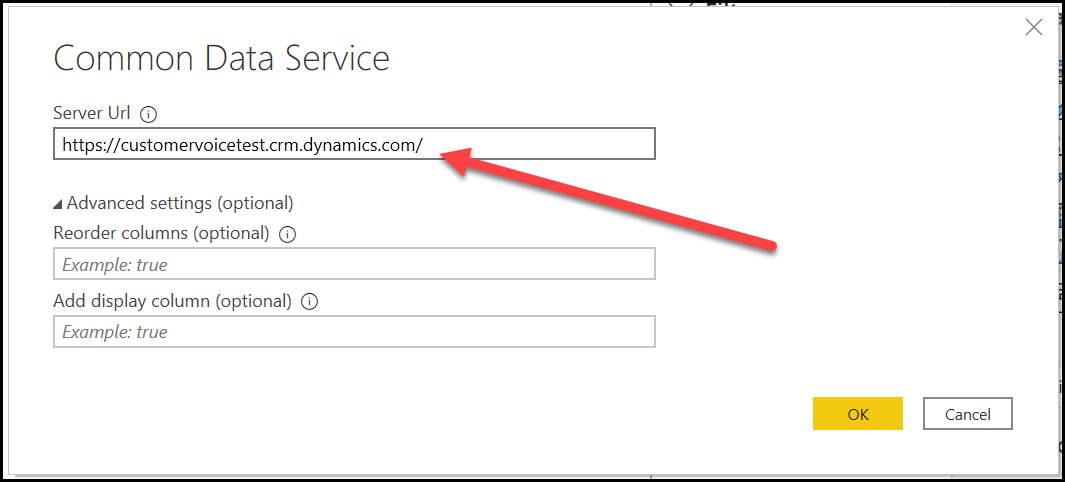 Common Data Service
Server Url
https://customervoicetest.crm.dynamics.com/
Advanced settings (optional)
Reorder columns (optional)
Example: true
Add display column (optional)
Example: true
OK
Cancel